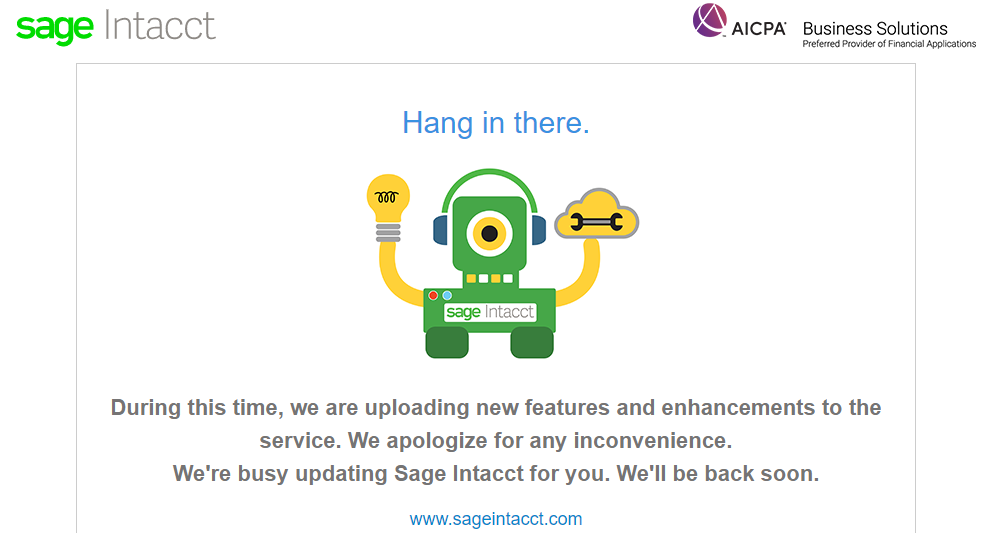 sage Intacct
AICPA Business Solutions
Preferred Provider of Financial Applications
Hang in there.
sage Intacct
During this time, we are uploading new features and enhancements to the
service. We apologize for any inconvenience.
We're busy updating Sage Intacct for you. We'll be back soon.
www.sageintacct.com